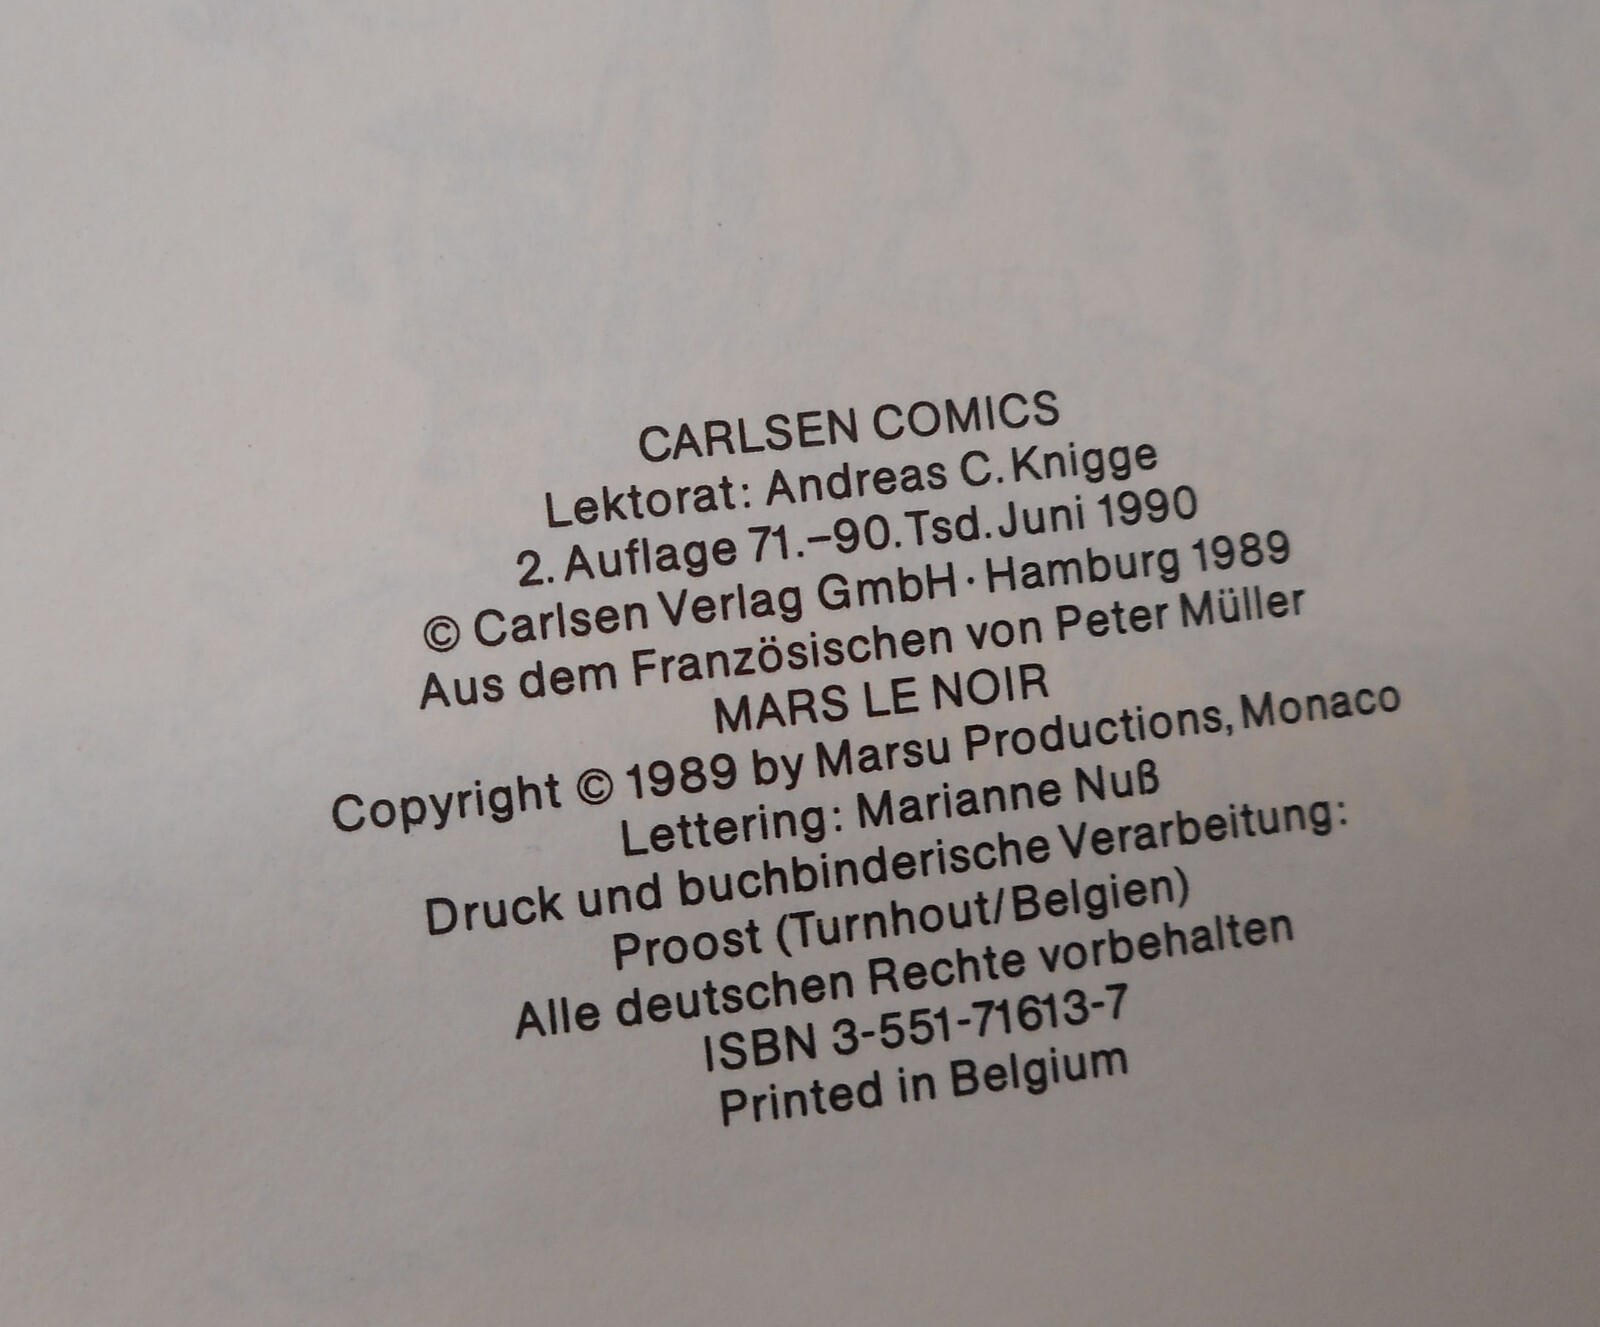 CARLSEN COMICS
Lektorat: Andreas C. Knigge
2. Auflage 71.–90. Tsd. Juni 1990
© Carlsen Verlag GmbH · Hamburg 1989
Aus dem Französischen von Peter Müller
MARS LE NOIR
Copyright © 1989 by Marsu Productions, Monaco
Lettering: Marianne Nuß
Druck und buchbinderische Verarbeitung:
Proost (Turnhout/Belgien)
Alle deutschen Rechte vorbehalten
ISBN 3-551-71613-7
Printed in Belgium